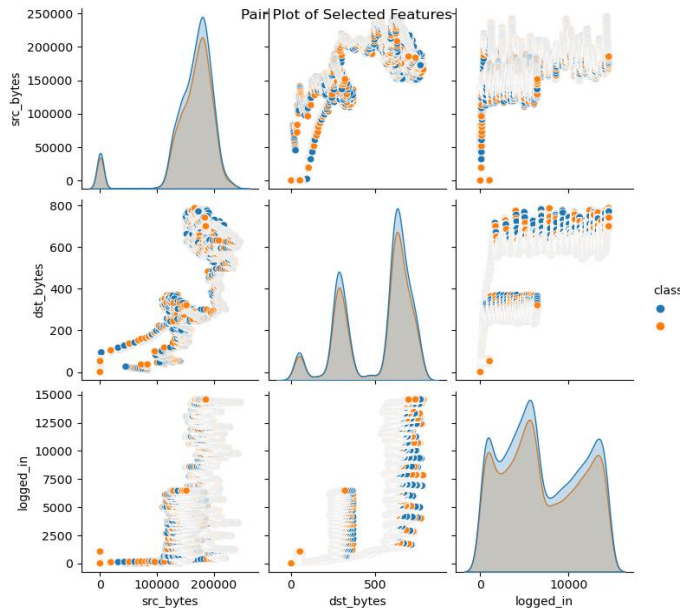 Pair Plot of Selected Features
250000
200000
150000
100000
50000
0
src_bytes
800
600
400
200
0
dst_bytes
class
15000
12500
10000
7500
5000
2500
0
logged_in
0 100000 200000
0 500
0 10000
src_bytes dst_bytes logged_in